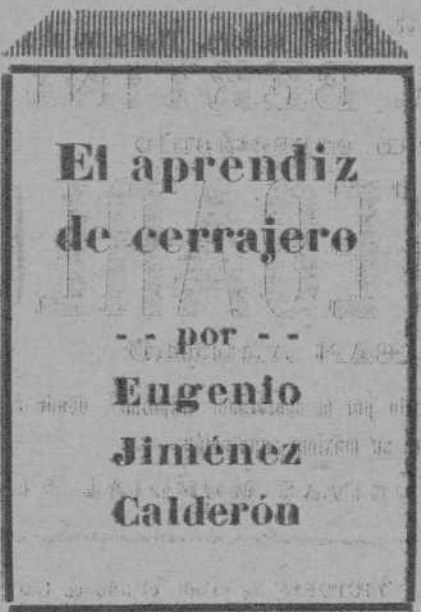 El aprendiz
de cerrajero
- - por - -
Eugenio
Jiménez
Calderón